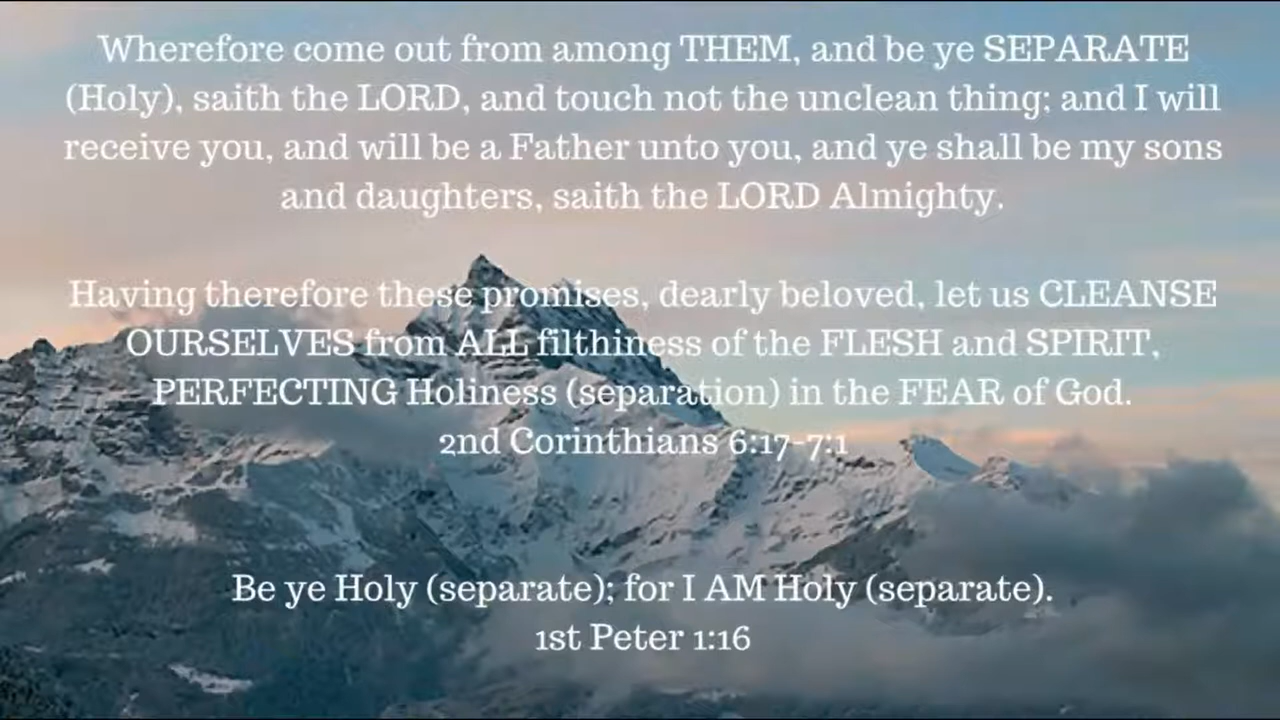 Wherefore come out from among THEM, and be ye SEPARATE
(Holy), saith the LORD, and touch not the unclean thing; and I will
receive you, and will be a Father unto you, and ye shall be my sons
and daughters, saith the LORD Almighty.
Having therefore these promises, dearly beloved, let us CLEANSE
OURSELVES from ALL filthiness of the FLESH and SPIRIT,
PERFECTING Holiness (separation) in the FEAR of God.
2nd Corinthians 6:17-7:1
Be ye Holy (separate); for I AM Holy (separate).
1st Peter 1:16